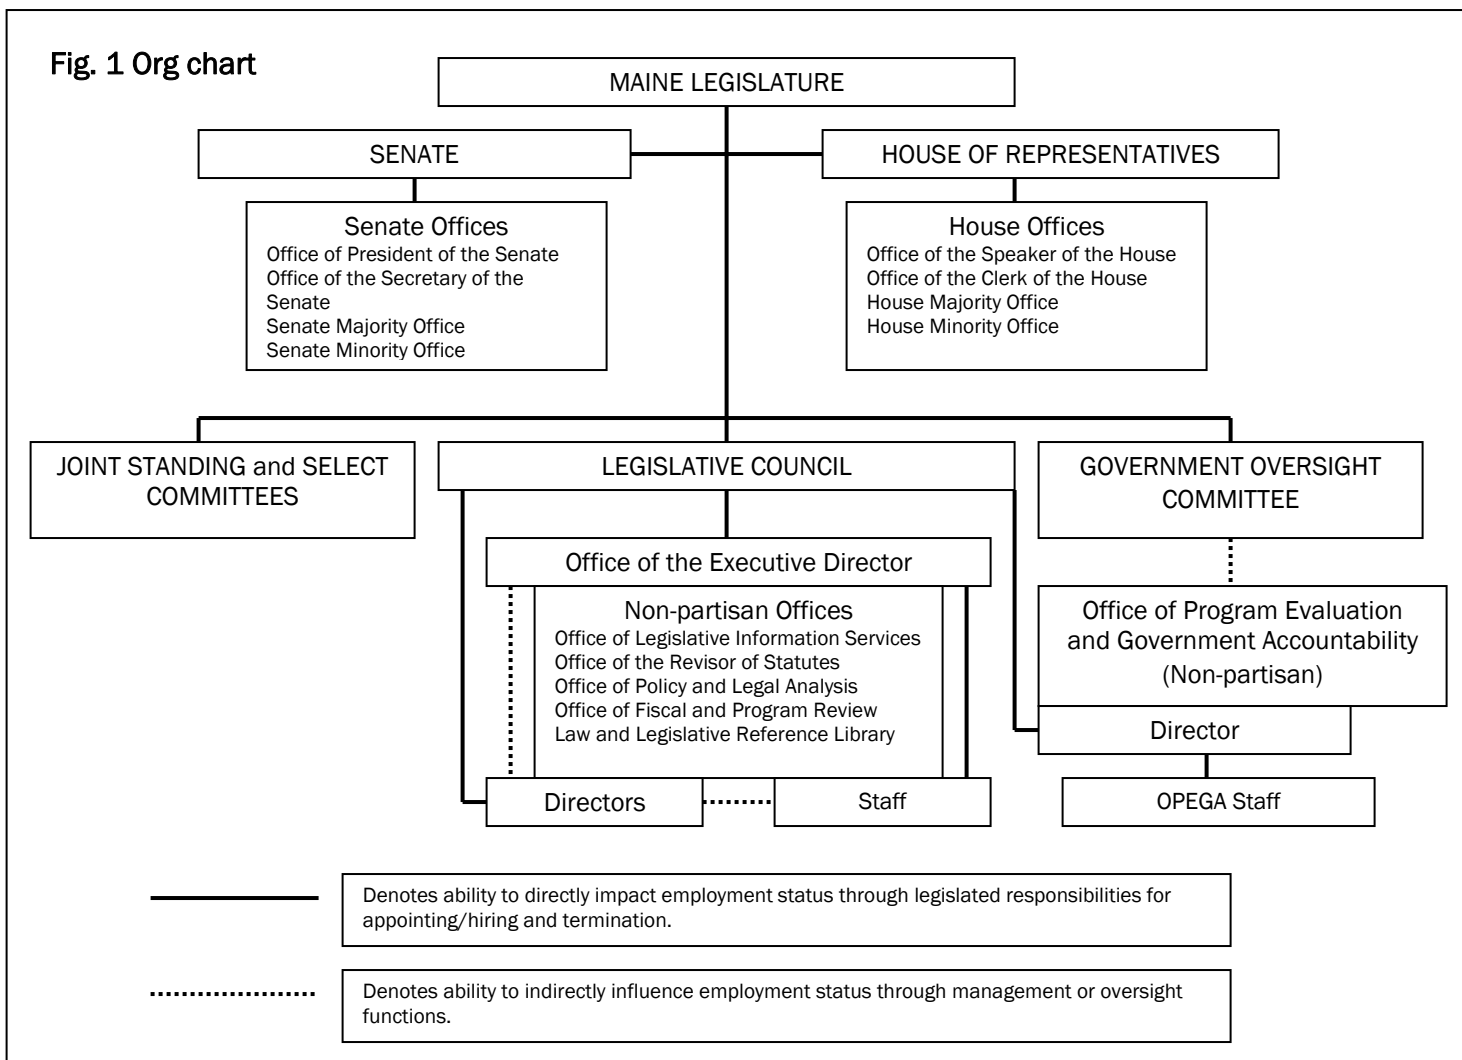 Fig. 1 Org chart
MAINE LEGISLATURE
SENATE
HOUSE OF REPRESENTATIVES
Senate Offices
Office of President of the Senate
Office of the Secretary of the
Senate
Senate Majority Office
Senate Minority Office
House Offices
Office of the Speaker of the House
Office of the Clerk of the House
House Majority Office
House Minority Office
JOINT STANDING and SELECT
COMMITTEES
LEGISLATIVE COUNCIL
GOVERNMENT OVERSIGHT
COMMITTEE
Office of the Executive Director
Non-partisan Offices
Office of Legislative Information Services
Office of the Revisor of Statutes
Office of Policy and Legal Analysis
Office of Fiscal and Program Review
Law and Legislative Reference Library
Directors
Staff
Office of Program Evaluation
and Government Accountability
(Non-partisan)
Director
OPEGA Staff
Denotes ability to directly impact employment status through legislated responsibilities for
appointing/hiring and termination.
Denotes ability to indirectly influence employment status through management or oversight
functions.